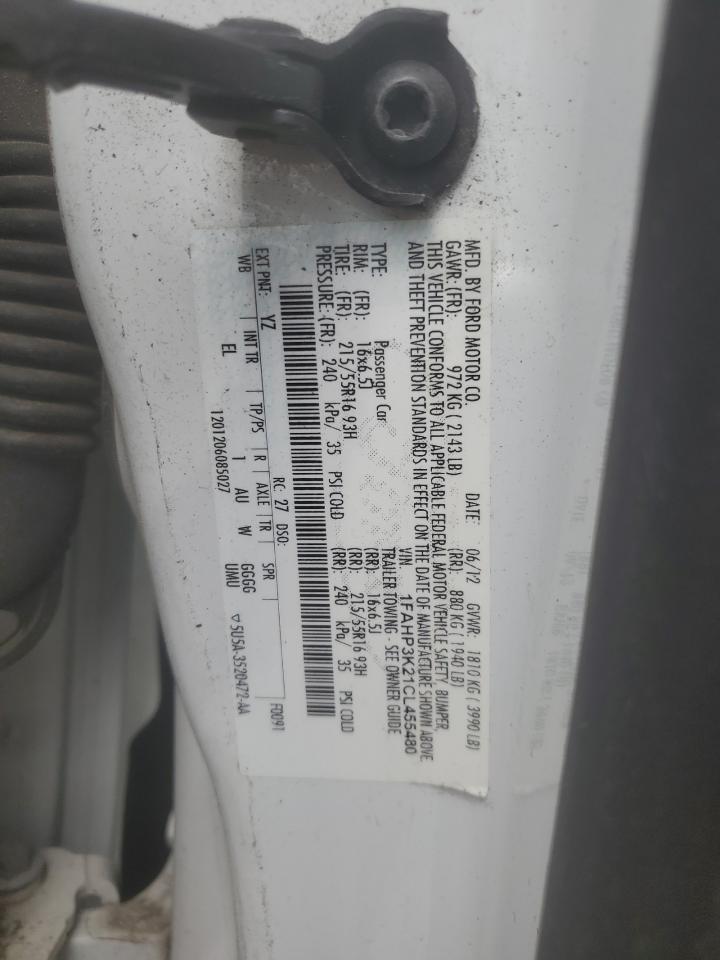 MFD. BY FORD MOTOR CO. DATE: 06/12 GVWR: 1810 KG ( 3990 LB)
GAWR: (FR): 972 KG ( 2143 LB) (RR): 880 KG ( 1940 LB)
THIS VEHICLE CONFORMS TO ALL APPLICABLE FEDERAL MOTOR VEHICLE SAFETY, BUMPER,
AND THEFT PREVENTION STANDARDS IN EFFECT ON THE DATE OF MANUFACTURE SHOWN ABOVE.
VIN: 1FAHP3K21CL455480
TYPE: Passenger Car TRAILER TOWING - SEE OWNER GUIDE
RIM: (FR): 16x6.5J (RR): 16x6.5J
TIRE: (FR): 215/55R16 93H (RR): 215/55R16 93H
PRESSURE: (FR): 240 kPa/ 35 PSI COLD (RR): 240 kPa/ 35 PSI COLD
RC: 27 DSO: F0091
EXT PNT: YZ INT TR TP/PS R AXLE TR SPR
WB EL 1 AU W GGGG UMU
1201206085027 ▽ 5U5A-3520472-AA